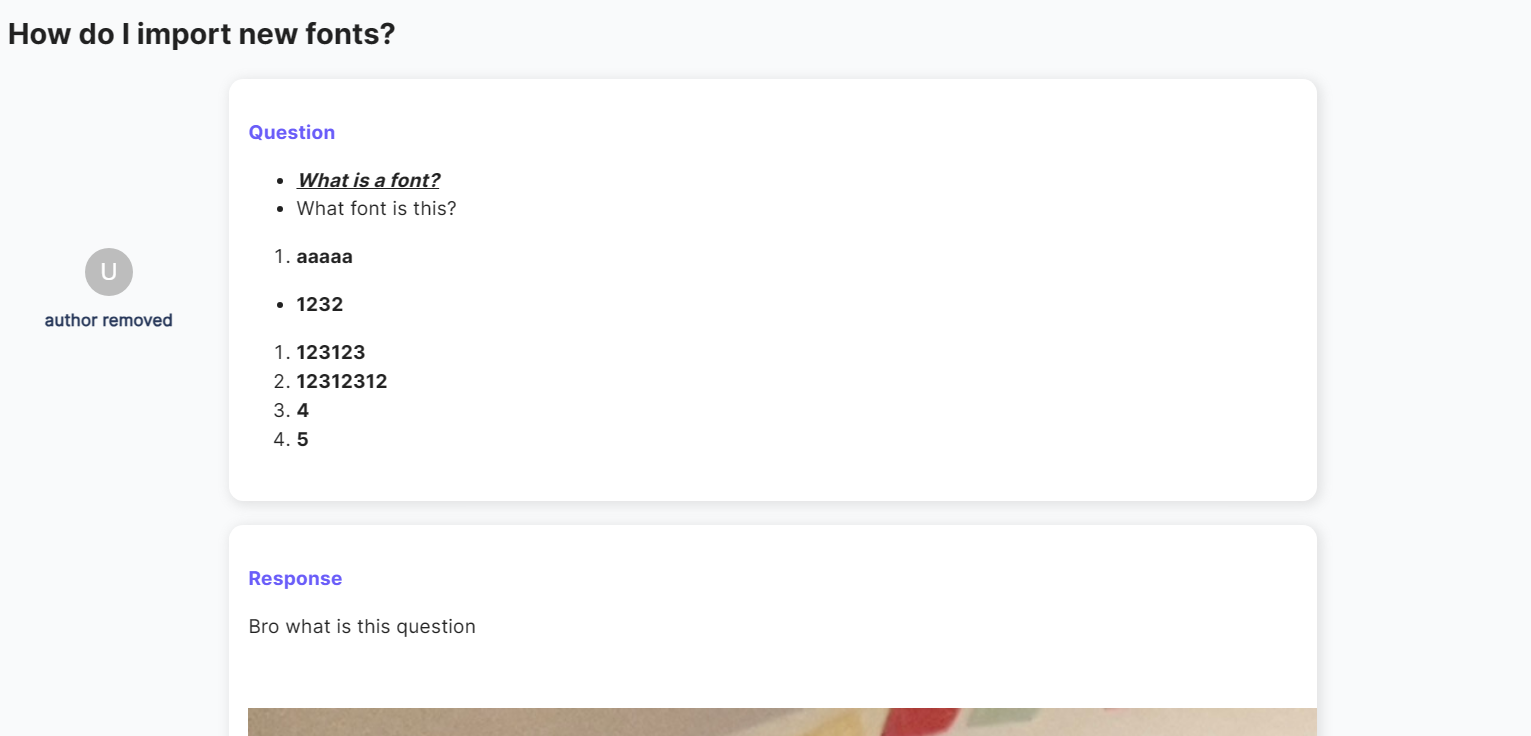 How do I import new fonts?
U
author removed
Question
• What is a font?
• What font is this?
1. aaaaa
• 1232
1. 123123
2. 12312312
3. 4
4. 5
Response
Bro what is this question